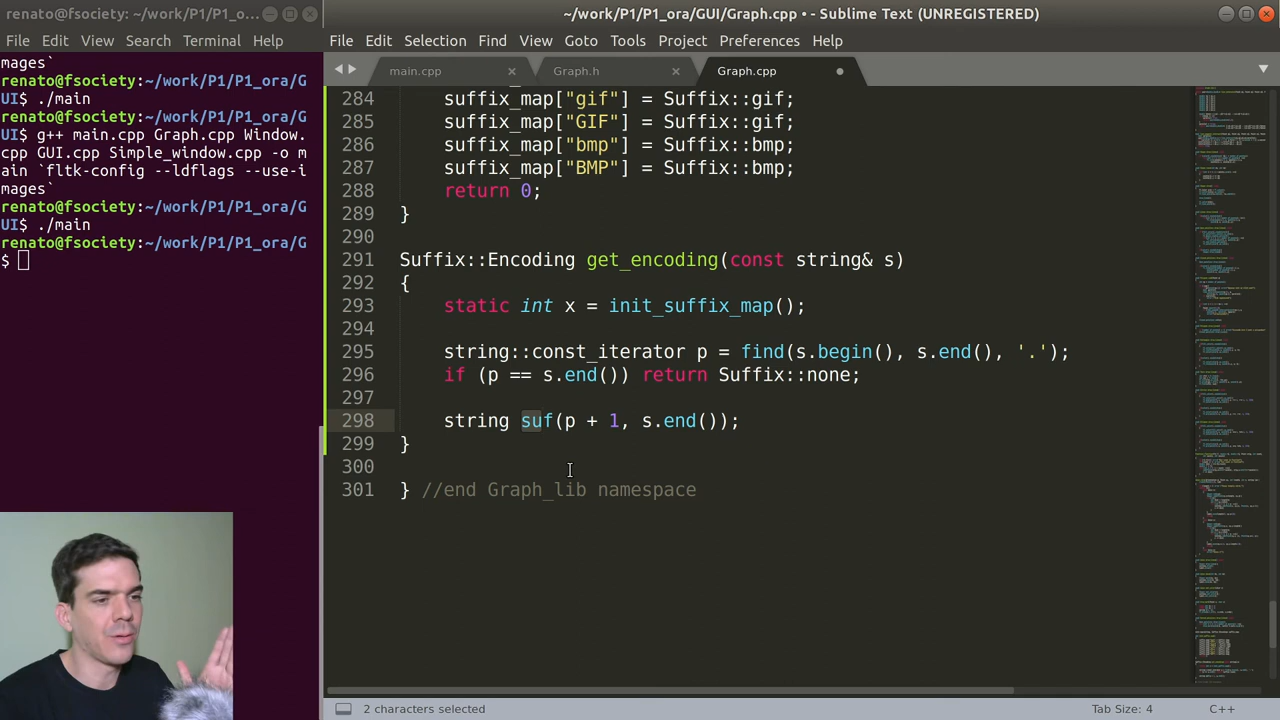 renato@fsociety: ~/work/P1/P1_o...
File Edit View Search Terminal Help
mages`
renato@fsociety:~/work/P1/P1_ora/G
UI$ ./main
renato@fsociety:~/work/P1/P1_ora/G
UI$ g++ main.cpp Graph.cpp Window.
cpp GUI.cpp Simple_window.cpp -o m
ain `fltk-config --ldflags --use-i
mages`
renato@fsociety:~/work/P1/P1_ora/G
UI$ ./main
renato@fsociety:~/work/P1/P1_ora/G
$
~/work/P1/P1_ora/GUI/Graph.cpp • - Sublime Text (UNREGISTERED)
File Edit Selection Find View Goto Tools Project Preferences Help
main.cpp Graph.h Graph.cpp
284 suffix_map["gif"] = Suffix::gif;
285 suffix_map["GIF"] = Suffix::gif;
286 suffix_map["bmp"] = Suffix::bmp;
287 suffix_map["BMP"] = Suffix::bmp;
288 return 0;
289 }
290
291 Suffix::Encoding get_encoding(const string& s)
292 {
293 static int x = init_suffix_map();
294
295 string::const_iterator p = find(s.begin(), s.end(), '.');
296 if (p == s.end()) return Suffix::none;
297
298 string suf(p + 1, s.end());
299 }
300
301 } //end Graph_lib namespace
2 characters selected Tab Size: 4 C++